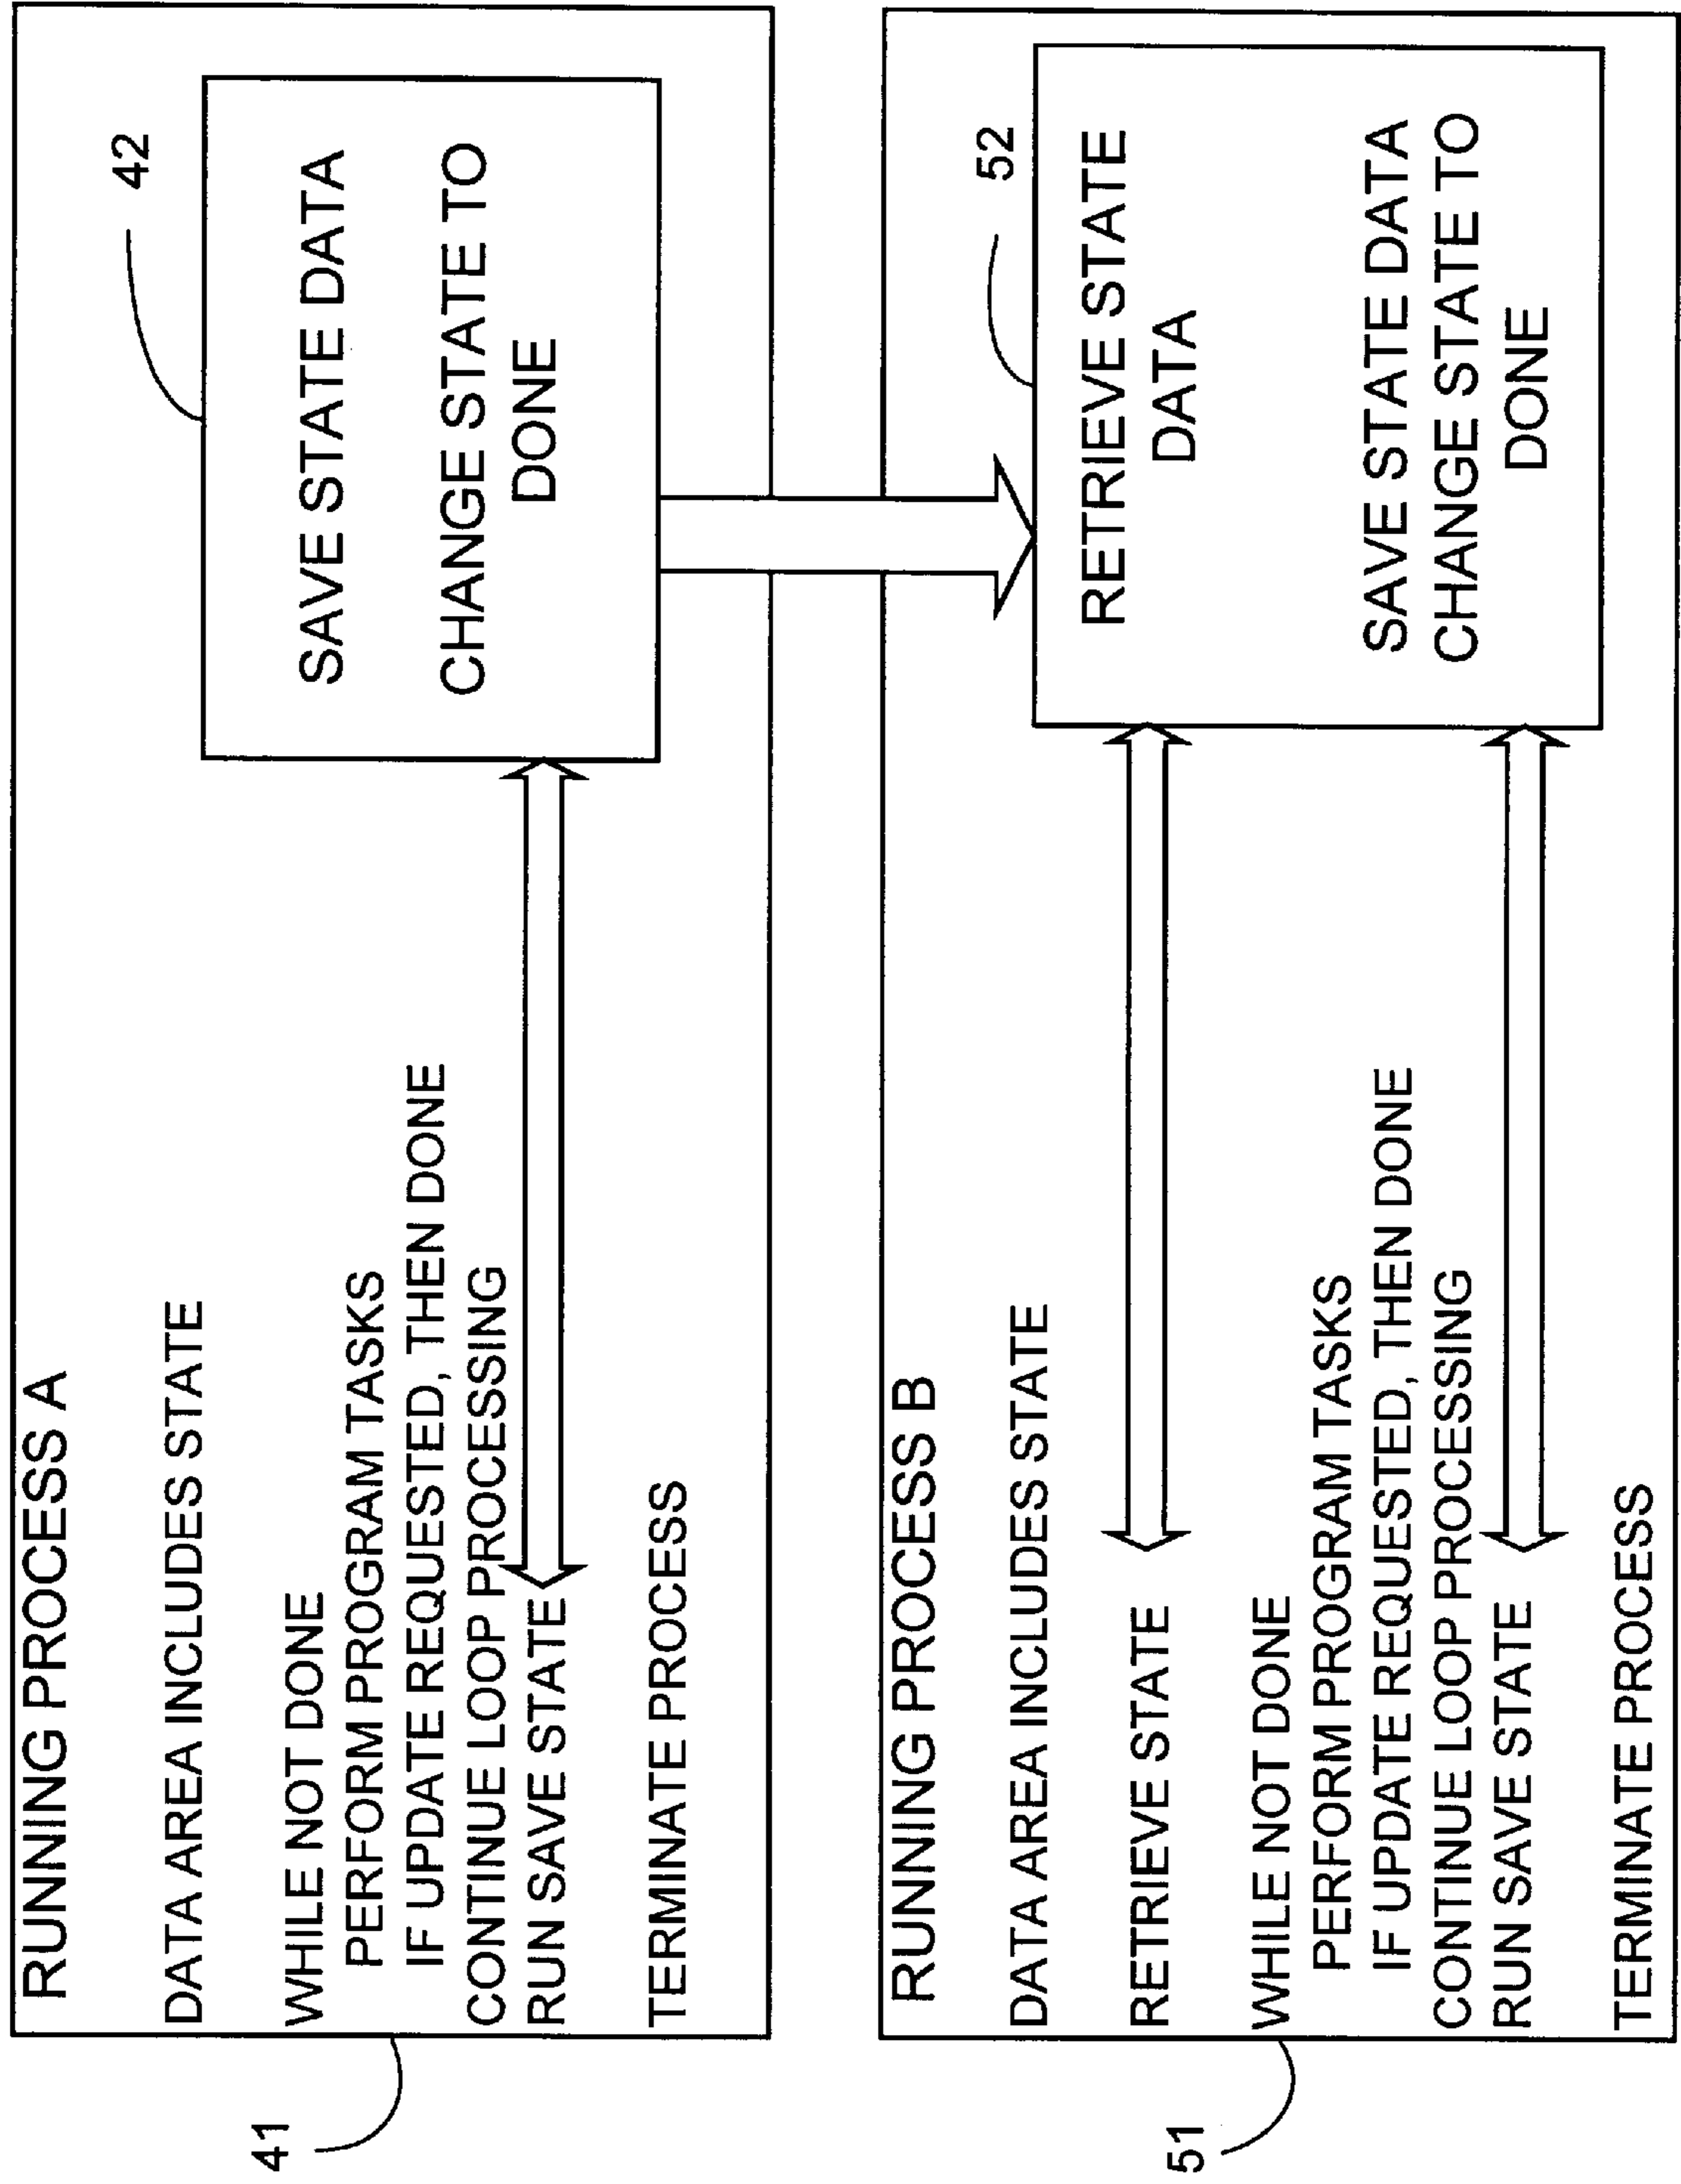 RUNNING PROCESS A
DATA AREA INCLUDES STATE
WHILE NOT DONE
PERFORM PROGRAM TASKS
IF UPDATE REQUESTED, THEN DONE
CONTINUE LOOP PROCESSING
RUN SAVE STATE
TERMINATE PROCESS
41
42
SAVE STATE DATA
CHANGE STATE TO
DONE
RUNNING PROCESS B
DATA AREA INCLUDES STATE
RETRIEVE STATE
WHILE NOT DONE
PERFORM PROGRAM TASKS
IF UPDATE REQUESTED, THEN DONE
CONTINUE LOOP PROCESSING
RUN SAVE STATE
TERMINATE PROCESS
51
52
RETRIEVE STATE
DATA
SAVE STATE DATA
CHANGE STATE TO
DONE